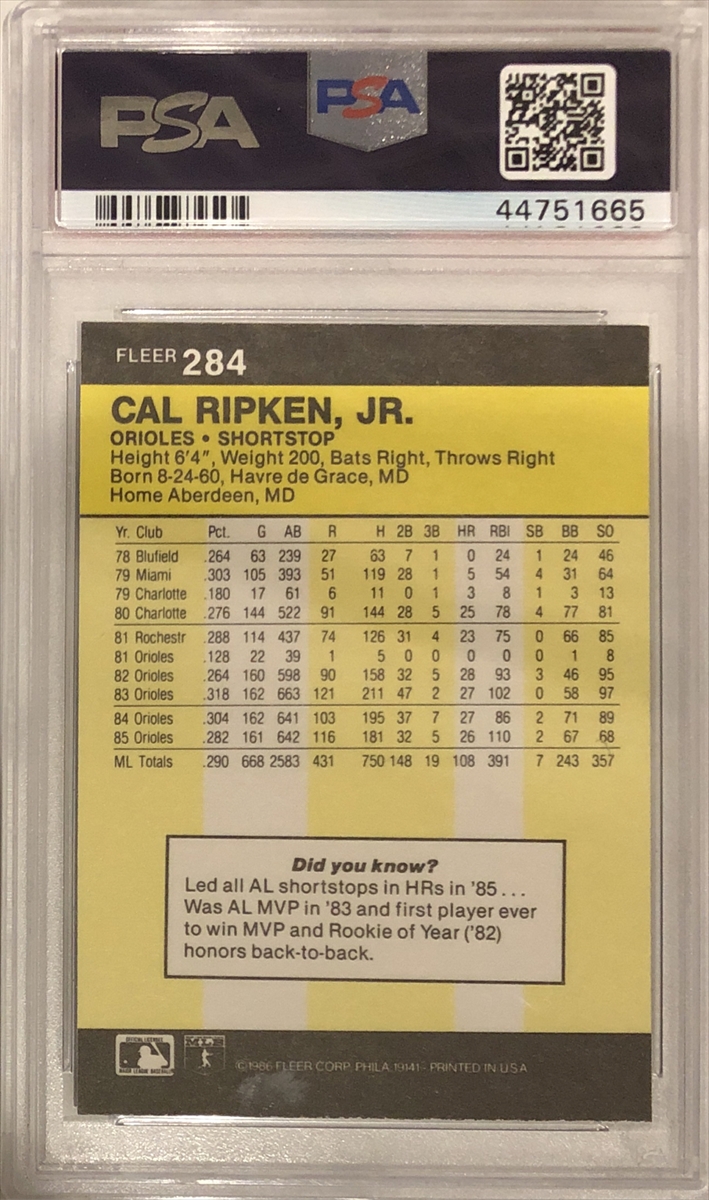 PSA
PSA
44751665
FLEER 284
CAL RIPKEN, JR.
ORIOLES • SHORTSTOP
Height 6'4", Weight 200, Bats Right, Throws Right
Born 8-24-60, Havre de Grace, MD
Home Aberdeen, MD
Yr. Club Pct. G AB R H 2B 3B HR RBI SB BB SO
78 Blufield .264 63 239 27 63 7 1 0 24 1 24 46
79 Miami .303 105 393 51 119 28 1 5 54 4 31 64
79 Charlotte .180 17 61 6 11 0 1 3 8 1 3 13
80 Charlotte .276 144 522 91 144 28 5 25 78 4 77 81
81 Rochestr .288 114 437 74 126 31 4 23 75 0 66 85
81 Orioles .128 22 39 1 5 0 0 0 0 0 1 8
82 Orioles .264 160 598 90 158 32 5 28 93 3 46 95
83 Orioles .318 162 663 121 211 47 2 27 102 0 58 97
84 Orioles .304 162 641 103 195 37 7 27 86 2 71 89
85 Orioles .282 161 642 116 181 32 5 26 110 2 67 68
ML Totals .290 668 2583 431 750 148 19 108 391 7 243 357
Did you know?
Led all AL shortstops in HRs in '85...
Was AL MVP in '83 and first player ever
to win MVP and Rookie of Year ('82)
honors back-to-back.
©1986 FLEER CORP. PHILA. 19141 - PRINTED IN U.S.A.